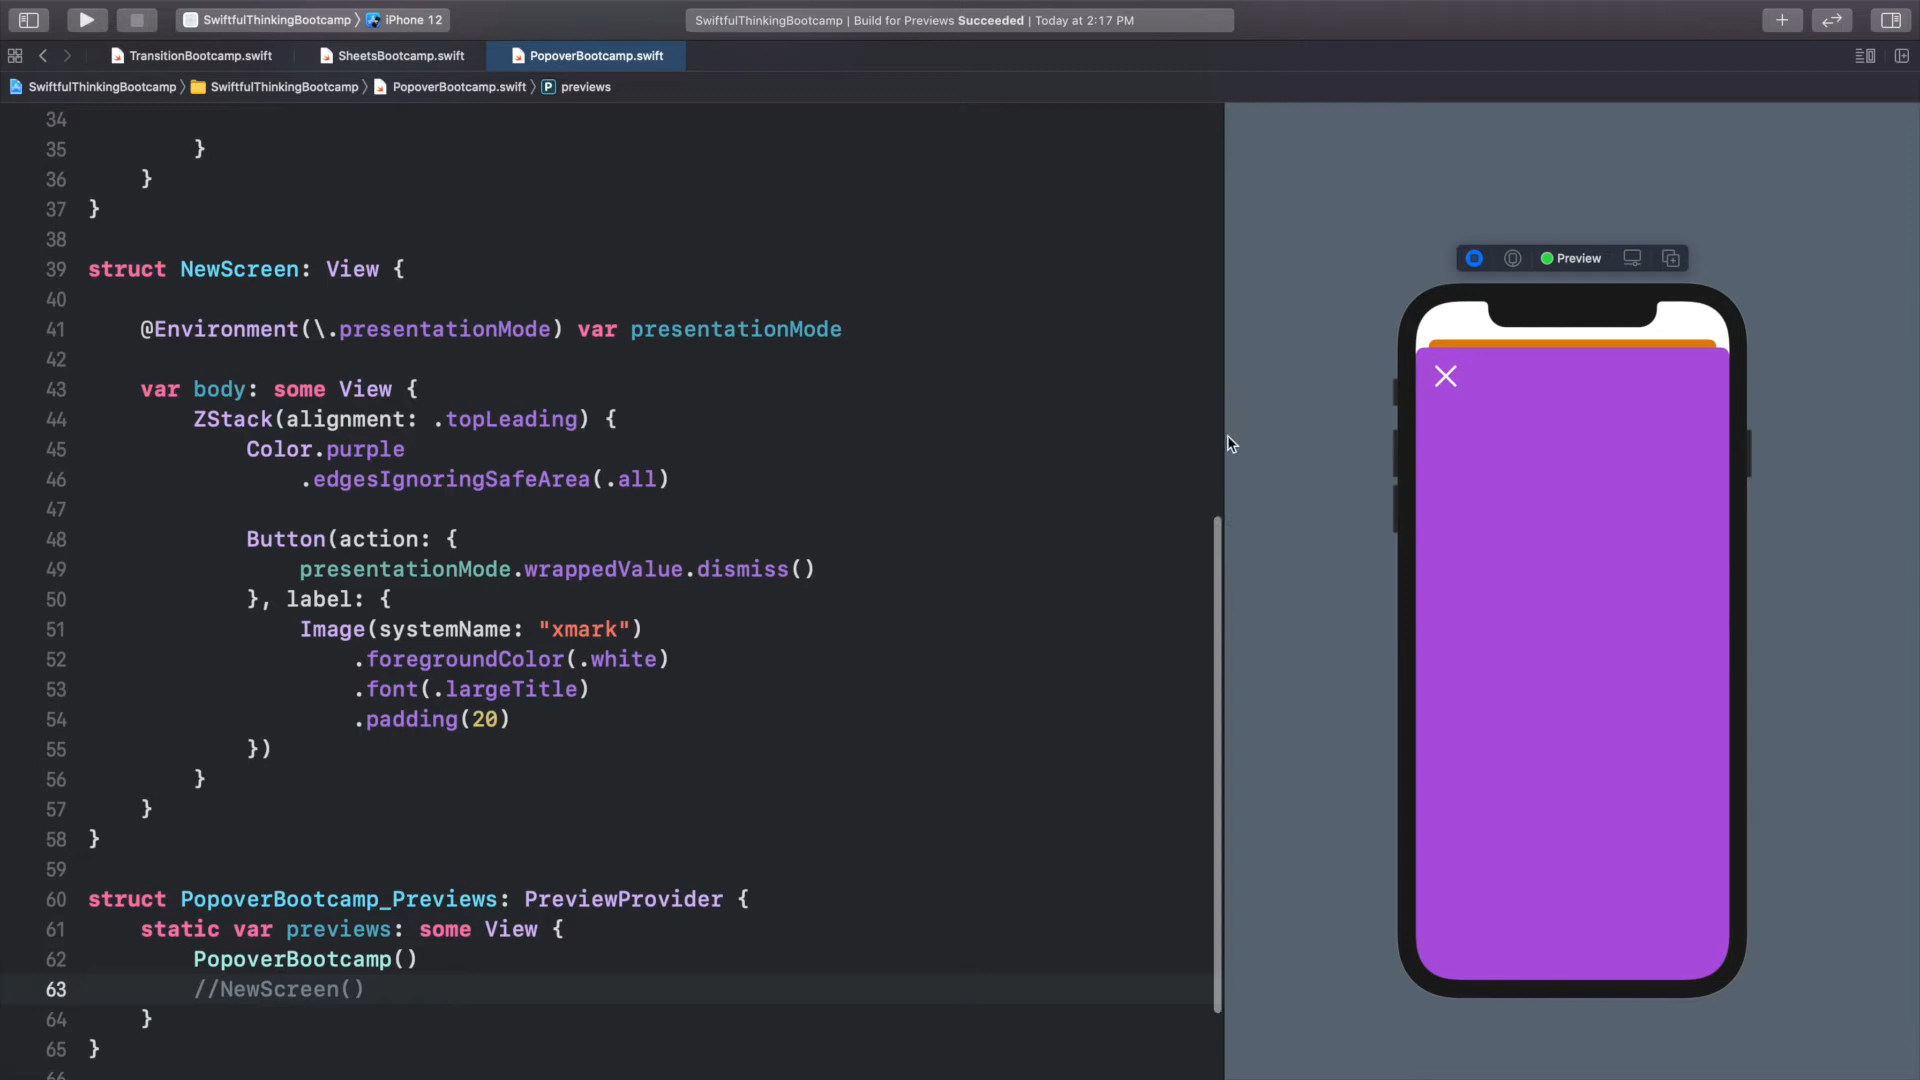 SwiftfulThinkingBootcamp 〉 iPhone 12
SwiftfulThinkingBootcamp | Build for Previews Succeeded | Today at 2:17 PM
TransitionBootcamp.swift SheetsBootcamp.swift PopoverBootcamp.swift
SwiftfulThinkingBootcamp 〉 SwiftfulThinkingBootcamp 〉 PopoverBootcamp.swift 〉 P previews
34
35 }
36 }
37 }
38
39 struct NewScreen: View {
40
41 @Environment(\.presentationMode) var presentationMode
42
43 var body: some View {
44 ZStack(alignment: .topLeading) {
45 Color.purple
46 .edgesIgnoringSafeArea(.all)
47
48 Button(action: {
49 presentationMode.wrappedValue.dismiss()
50 }, label: {
51 Image(systemName: "xmark")
52 .foregroundColor(.white)
53 .font(.largeTitle)
54 .padding(20)
55 })
56 }
57 }
58 }
59
60 struct PopoverBootcamp_Previews: PreviewProvider {
61 static var previews: some View {
62 PopoverBootcamp()
63 //NewScreen()
64 }
65 }
66
Preview